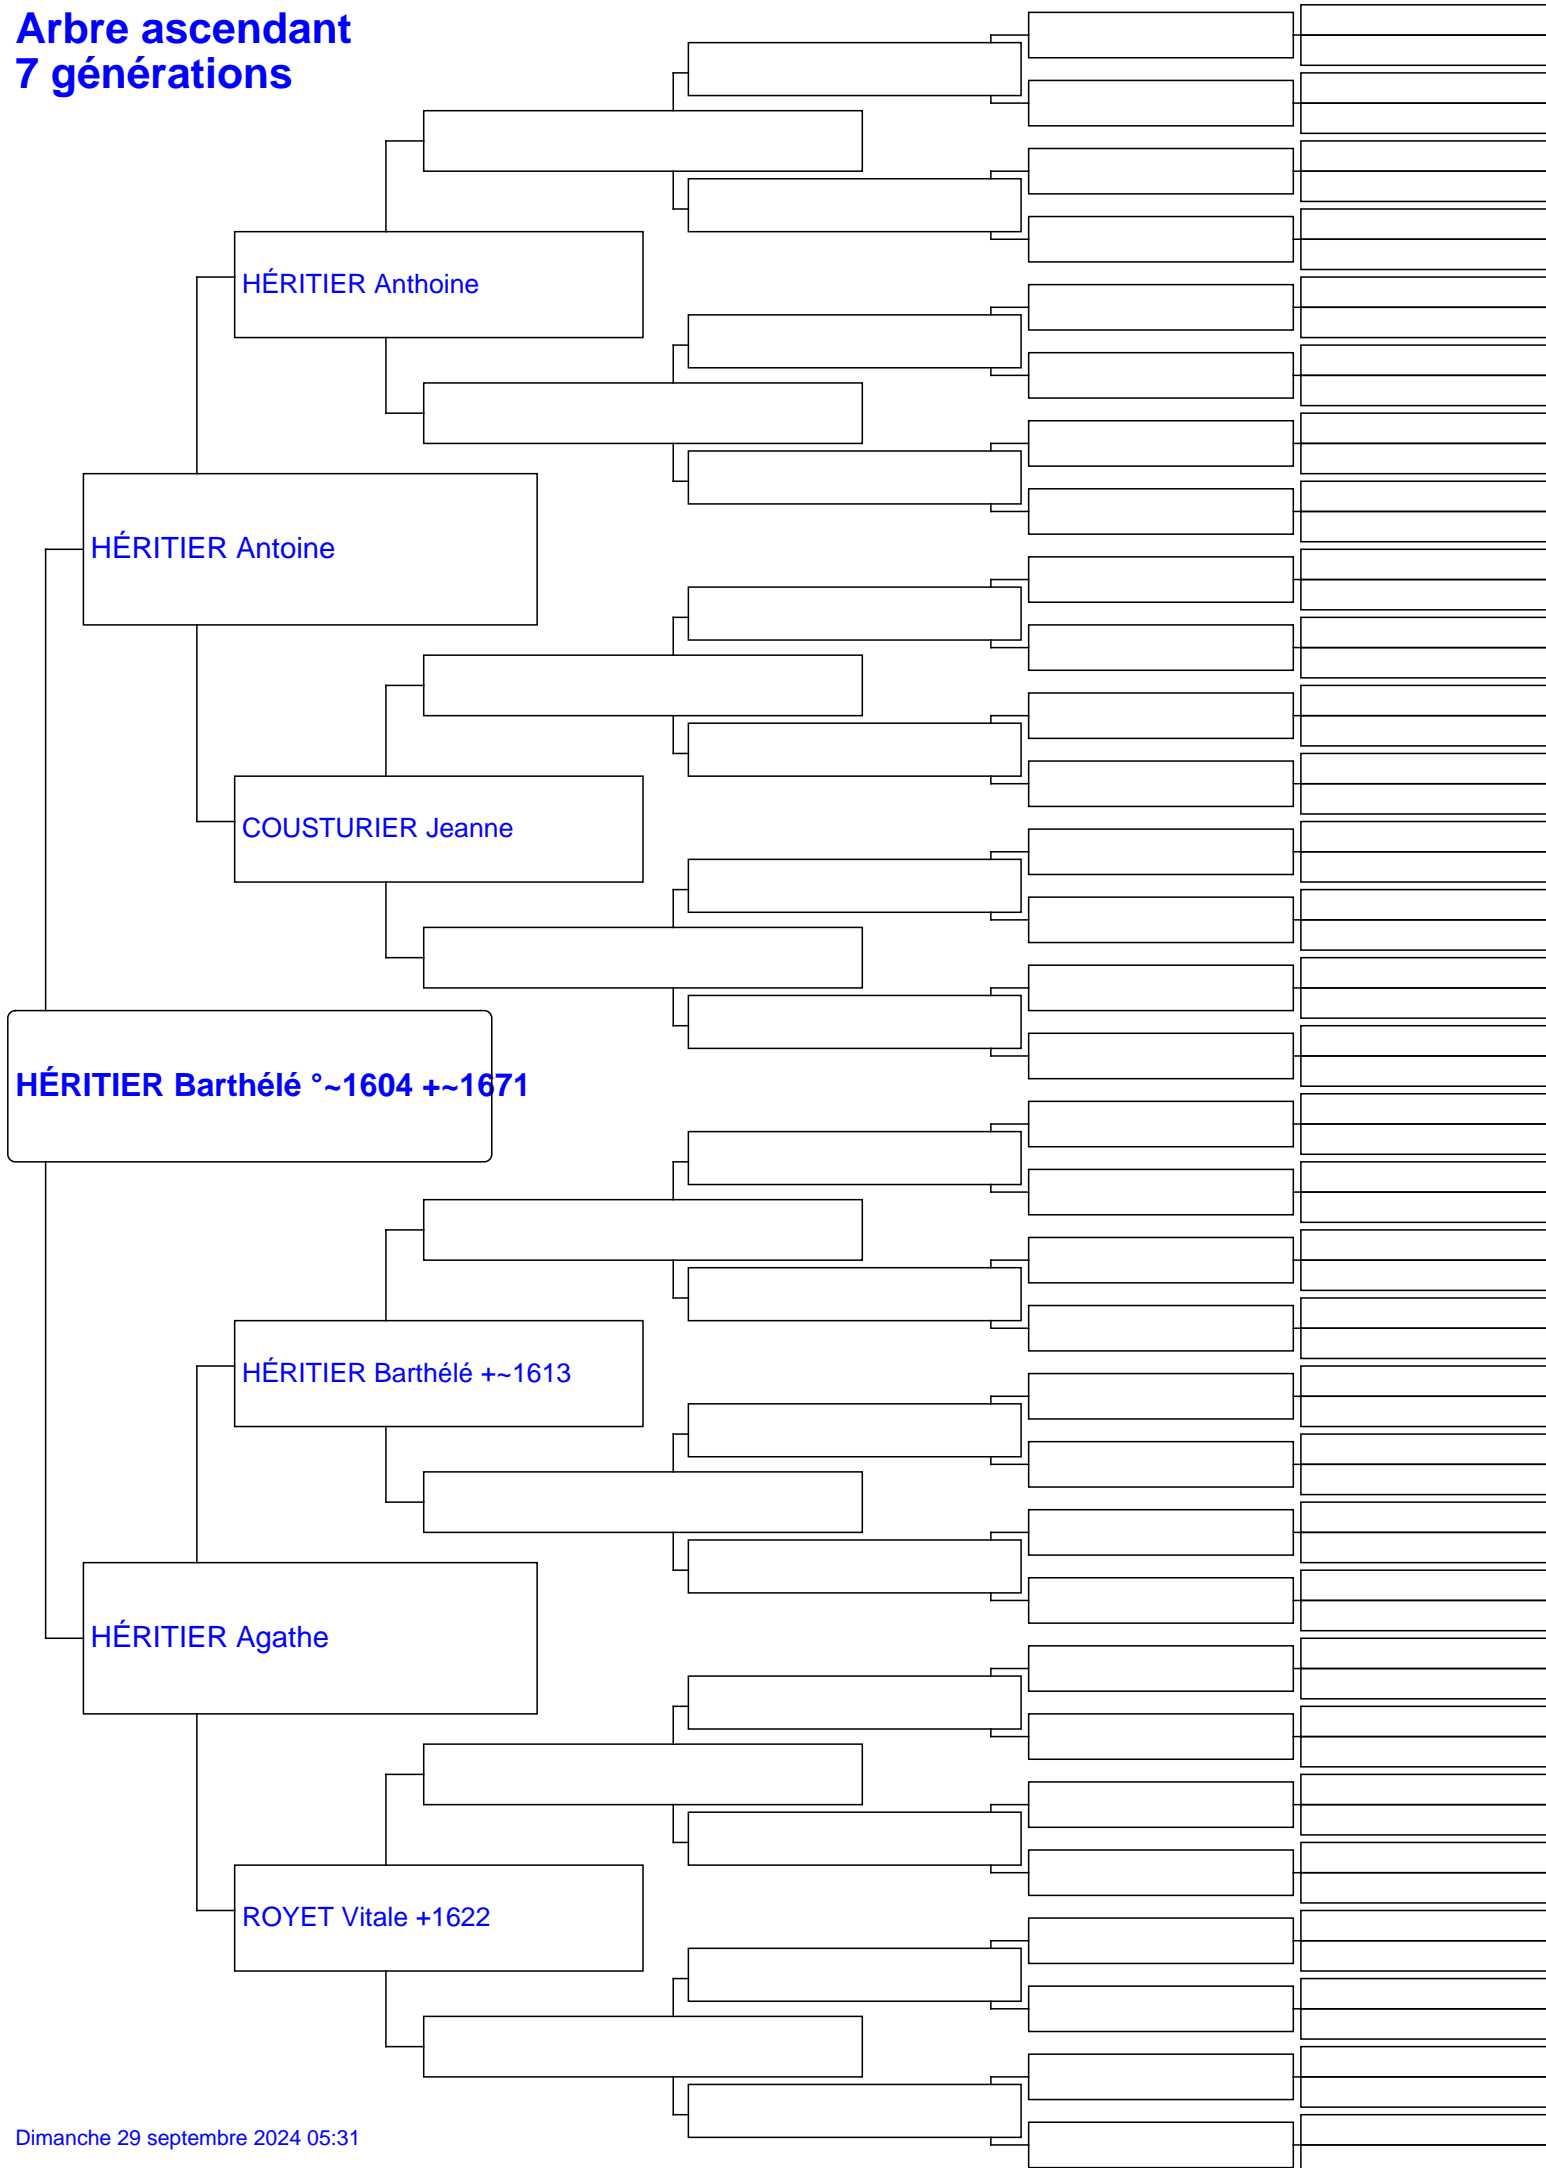 Arbre ascendant
7 générations
HÉRITIER Anthoine
HÉRITIER Antoine
COUSTURIER Jeanne
HÉRITIER Barthélé °~1604 +~1671
HÉRITIER Barthélé +~1613
HÉRITIER Agathe
ROYET Vitale +1622
Dimanche 29 septembre 2024 05:31